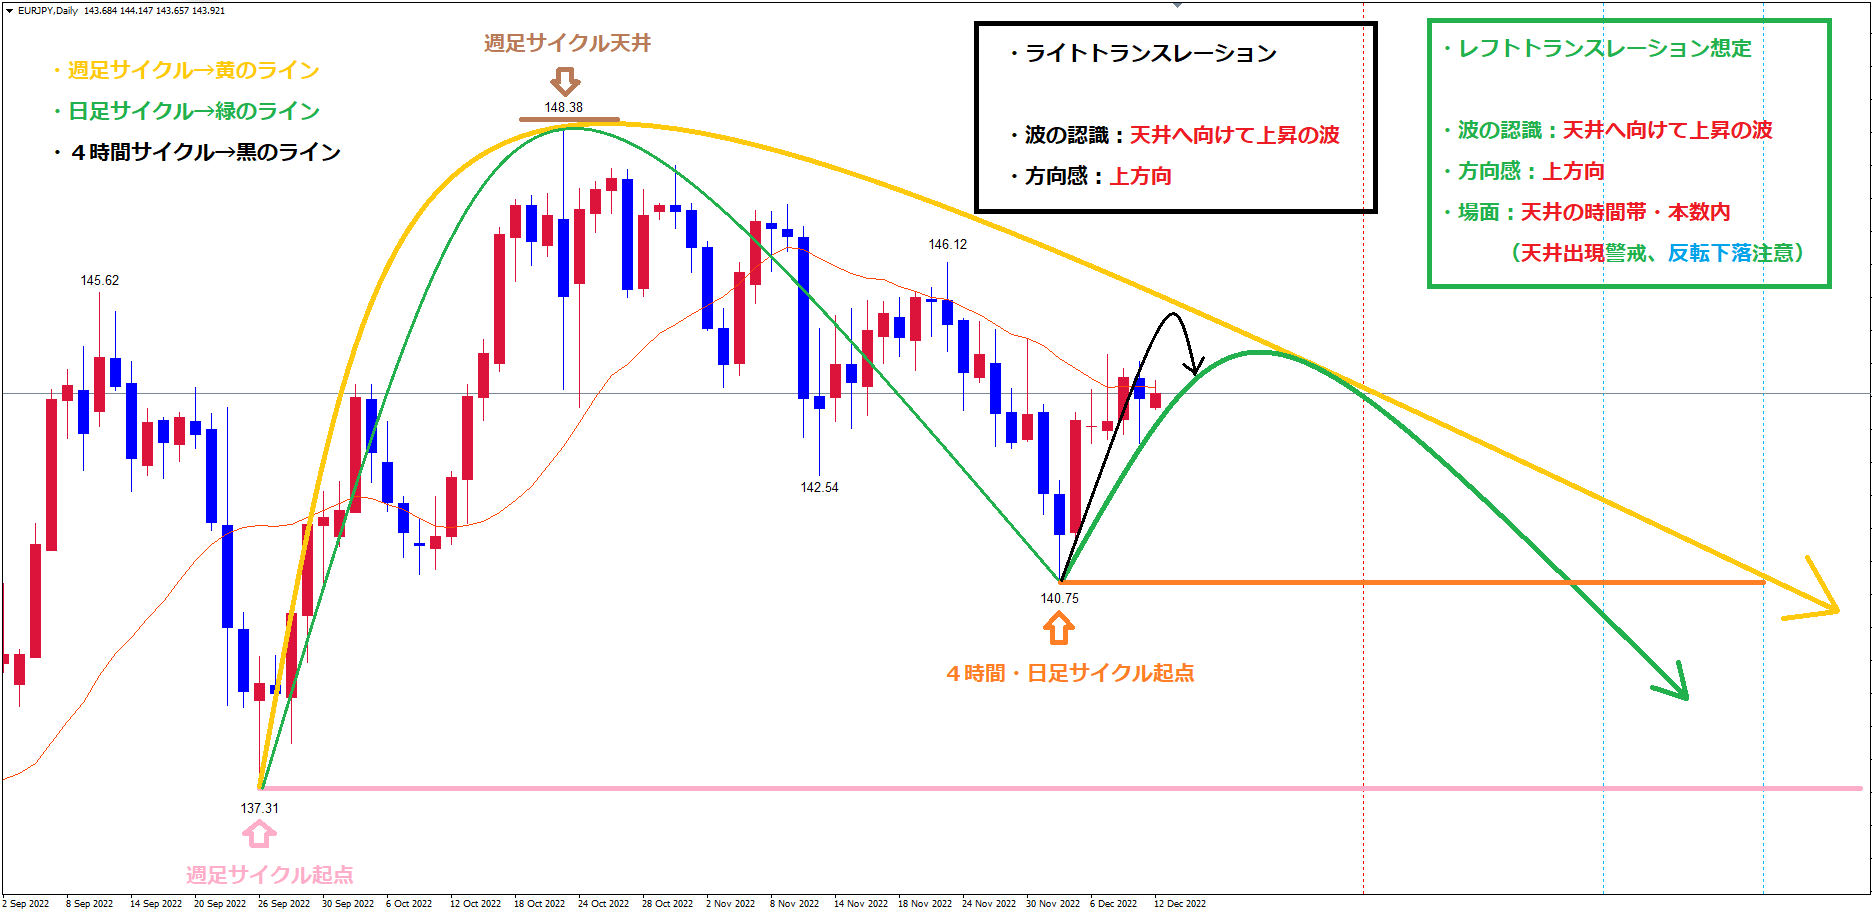 EURJPY,Daily 143.684 144.147 143.657 143.921
・週足サイクル→黄のライン
・日足サイクル→緑のライン
・４時間サイクル→黒のライン
週足サイクル天井
148.38
・ライトトランスレーション
・波の認識：天井へ向けて上昇の波
・方向感：上方向
・レフトトランスレーション想定
・波の認識：天井へ向けて上昇の波
・方向感：上方向
・場面：天井の時間帯・本数内
（天井出現警戒、反転下落注意）
145.62
146.12
142.54
140.75
４時間・日足サイクル起点
137.31
週足サイクル起点
2 Sep 2022 8 Sep 2022 14 Sep 2022 20 Sep 2022 26 Sep 2022 30 Sep 2022 6 Oct 2022 12 Oct 2022 18 Oct 2022 24 Oct 2022 28 Oct 2022 2 Nov 2022 8 Nov 2022 14 Nov 2022 18 Nov 2022 24 Nov 2022 30 Nov 2022 6 Dec 2022 12 Dec 2022